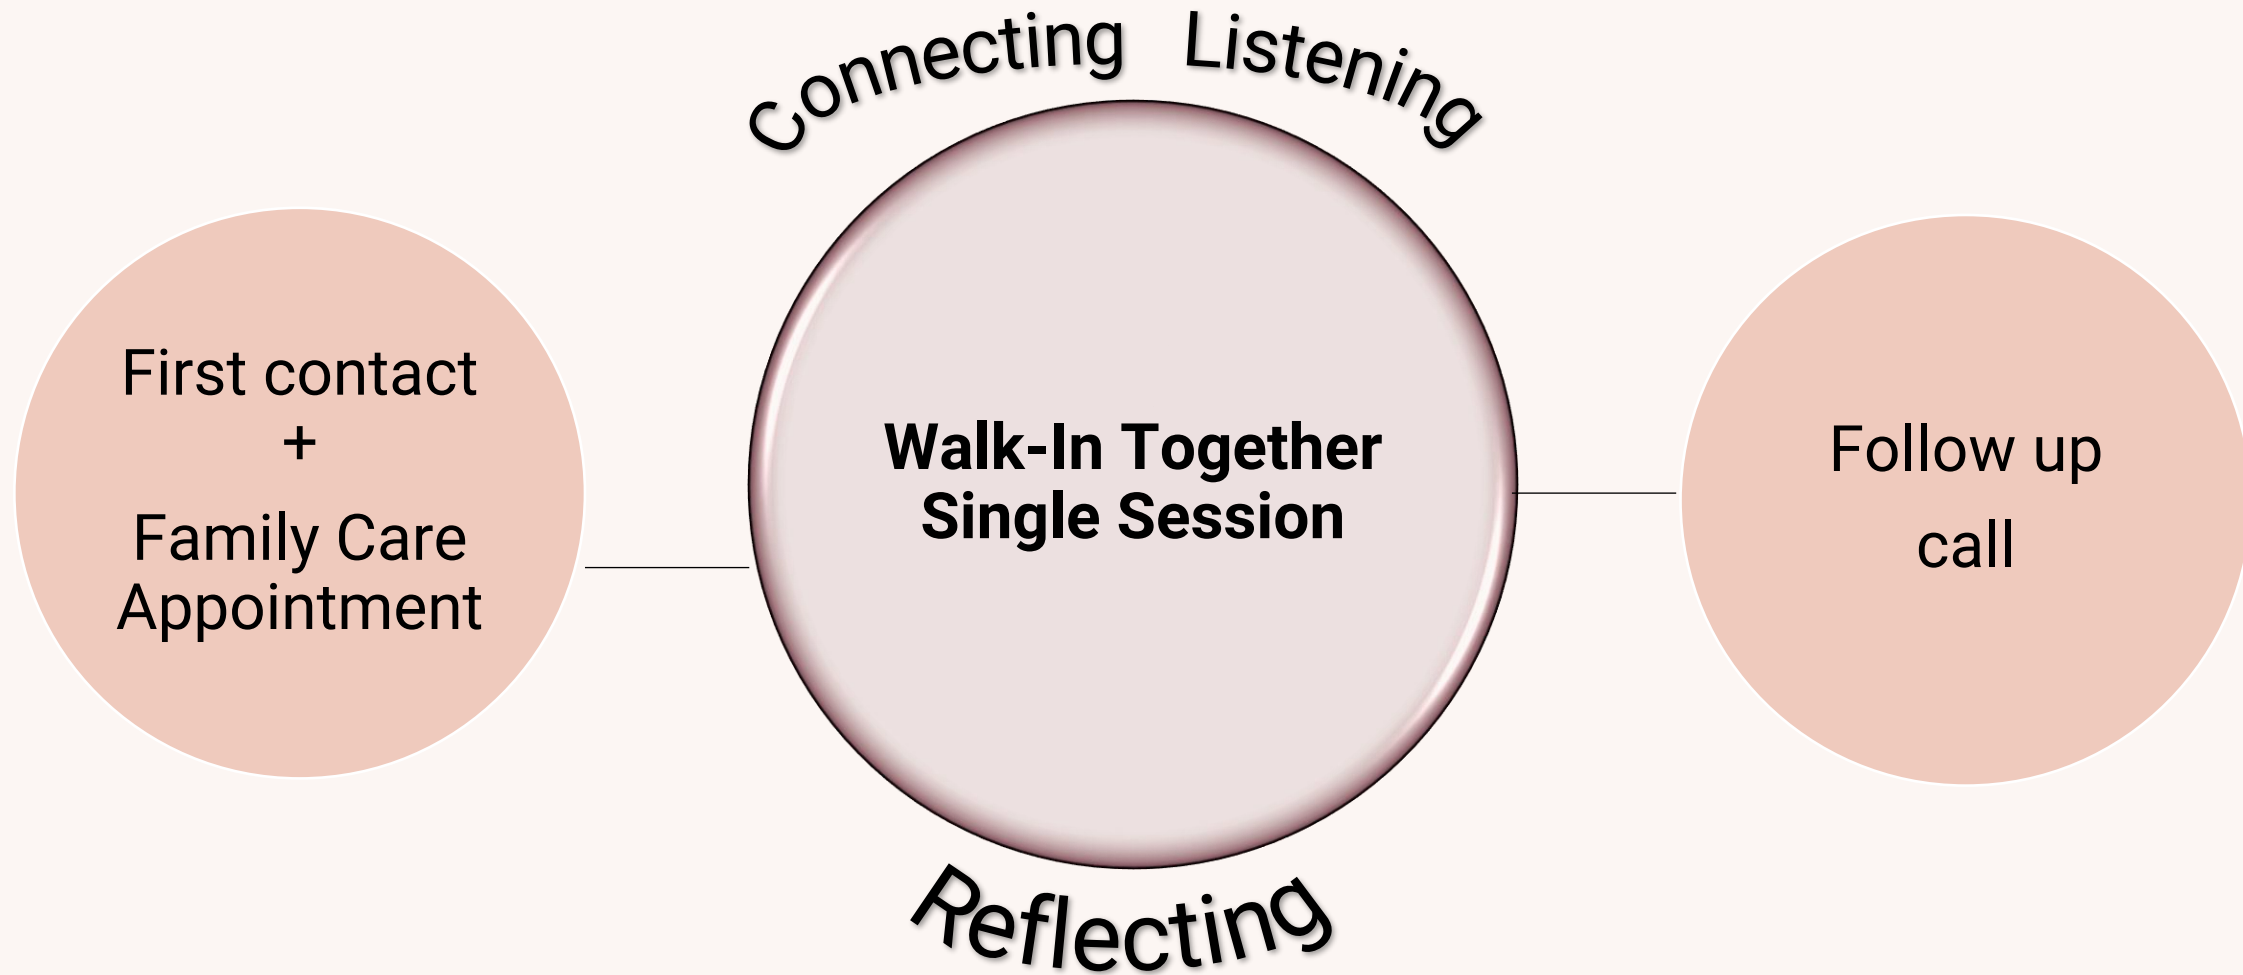 Connecting Listening
First contact
+
Family Care
Appointment
Walk-In Together
Single Session
Follow up
call
Reflecting